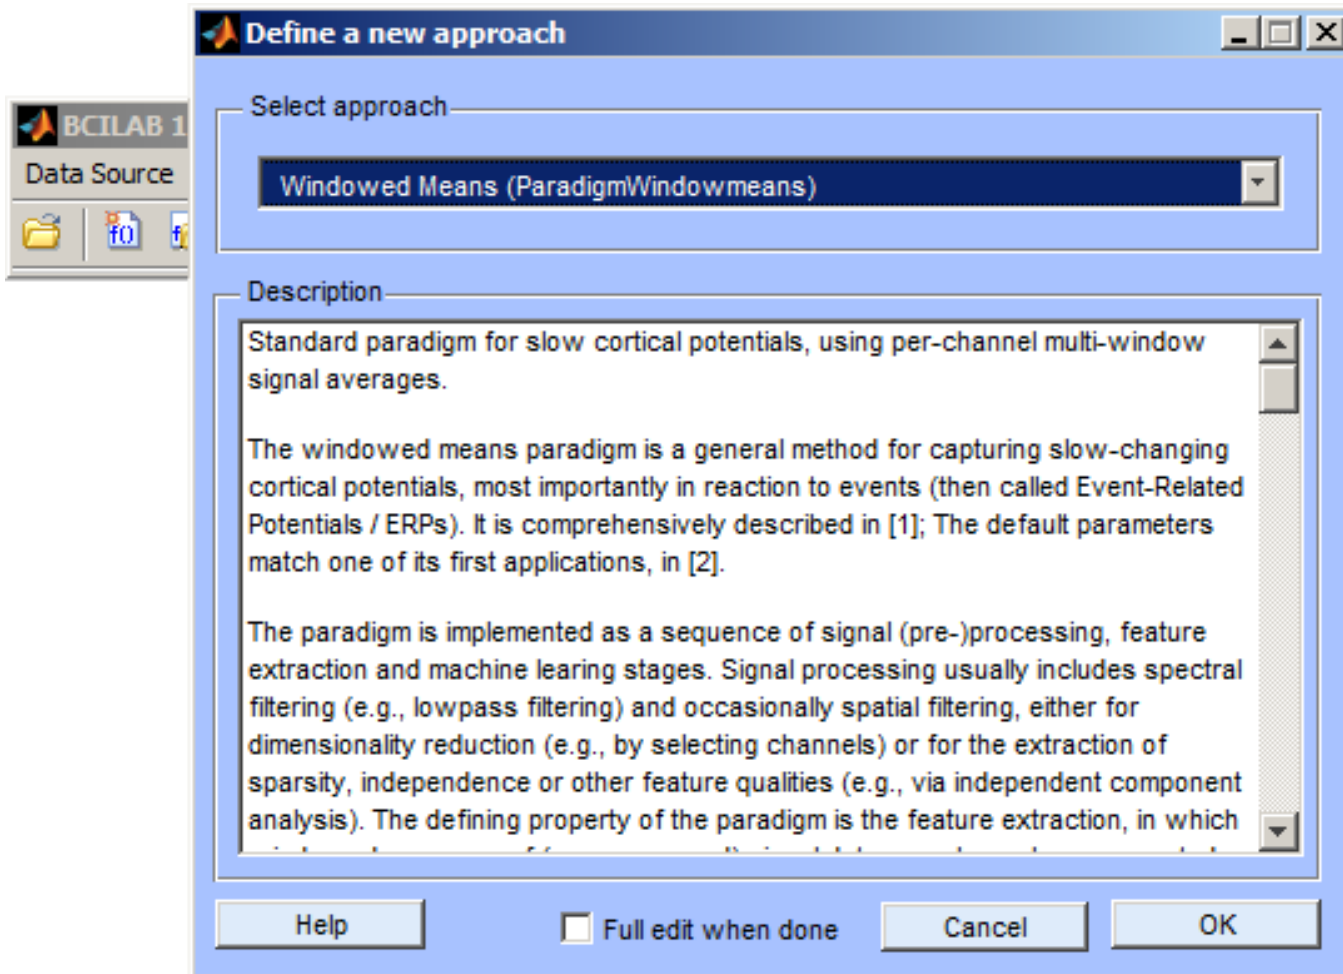 Define a new approach
BCILAB 1
Data Source
f()
Select approach
Windowed Means (ParadigmWindowmeans)
Description
Standard paradigm for slow cortical potentials, using per-channel multi-window
signal averages.
The windowed means paradigm is a general method for capturing slow-changing
cortical potentials, most importantly in reaction to events (then called Event-Related
Potentials / ERPs). It is comprehensively described in [1]; The default parameters
match one of its first applications, in [2].
The paradigm is implemented as a sequence of signal (pre-)processing, feature
extraction and machine learing stages. Signal processing usually includes spectral
filtering (e.g., lowpass filtering) and occasionally spatial filtering, either for
dimensionality reduction (e.g., by selecting channels) or for the extraction of
sparsity, independence or other feature qualities (e.g., via independent component
analysis). The defining property of the paradigm is the feature extraction, in which
Help
Full edit when done
Cancel
OK